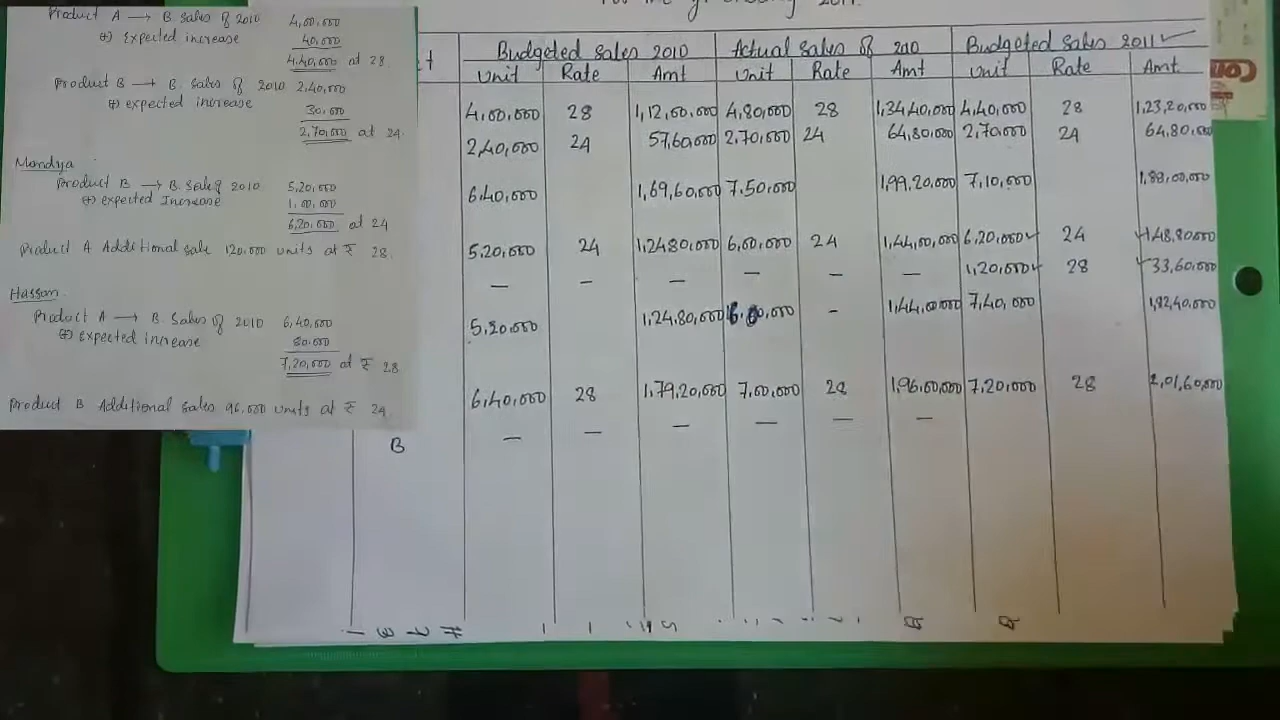 Product A → B Sales of 2010 4,00,000
(+) Expected increase 40,000
4,40,000 at 28
Product B → B. Sales of 2010 2,40,000
(+) expected increase 30,000
2,70,000 at 24.
Mandya
Product B → B. Sales of 2010 5,20,000
(+) expected Increase 1,00,000
6,20,000 at 24
Product A Additional sale 120,000 units at ₹ 28.
Hassan.
Product A → B. Sales of 2010 6,40,000
(+) Expected increase 80,000
7,20,000 at ₹ 28
Product B Additional sales 96,000 units at ₹ 24
Budgeted sales 2010 Actual sales of 200 Budgeted sales 2011 ✓
Unit Rate Amt Unit Rate Amt Unit Rate Amt.
4,00,000 28 1,12,00,000 4,80,000 28 1,34,40,000 4,40,000 28 1,23,20,000
2,40,000 24 57,60,000 2,70,000 24 64,80,000 2,70,000 24 64,80,000
6,40,000 1,69,60,000 7,50,000 1,99,20,000 7,10,000 1,88,00,000
5,20,000 24 1,24,80,000 6,00,000 24 1,44,00,000 6,20,000 ✓ 24 ✓ 1,48,80,000
— — — 1,20,000 ✓ 28 ✓ 33,60,000
5,20,000 1,24,80,000 6,00,000 - 1,44,00,000 7,40,000 1,82,40,000
6,40,000 28 1,79,20,000 7,00,000 28 1,96,00,000 7,20,000 28 2,01,60,000
B — — — — — —